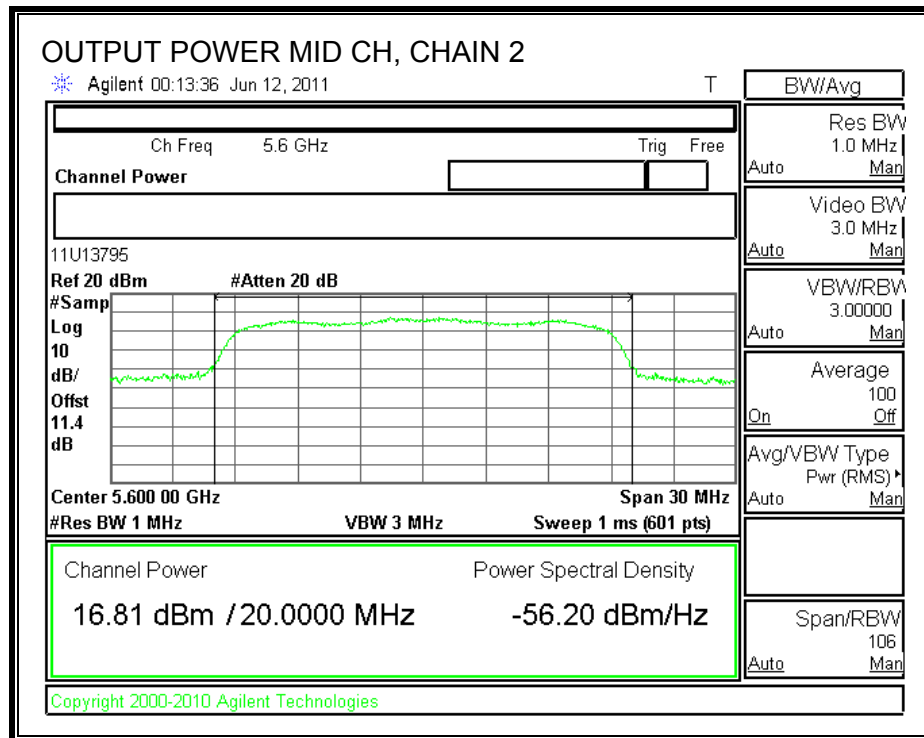 OUTPUT POWER MID CH, CHAIN 2
Agilent 00:13:36 Jun 12, 2011 T
Ch Freq 5.6 GHz Trig Free
Channel Power
11U13795
Ref 20 dBm #Atten 20 dB
#Samp
Log
10
dB/
Offst
11.4
dB
Center 5.600 00 GHz Span 30 MHz
#Res BW 1 MHz VBW 3 MHz Sweep 1 ms (601 pts)
Channel Power Power Spectral Density
16.81 dBm / 20.0000 MHz -56.20 dBm/Hz
Copyright 2000-2010 Agilent Technologies
BW/Avg
Res BW
1.0 MHz
Auto Man
Video BW
3.0 MHz
Auto Man
VBW/RBW
3.00000
Auto Man
Average
100
On Off
Avg/VBW Type
Pwr (RMS)
Auto Man
Span/RBW
106
Auto Man